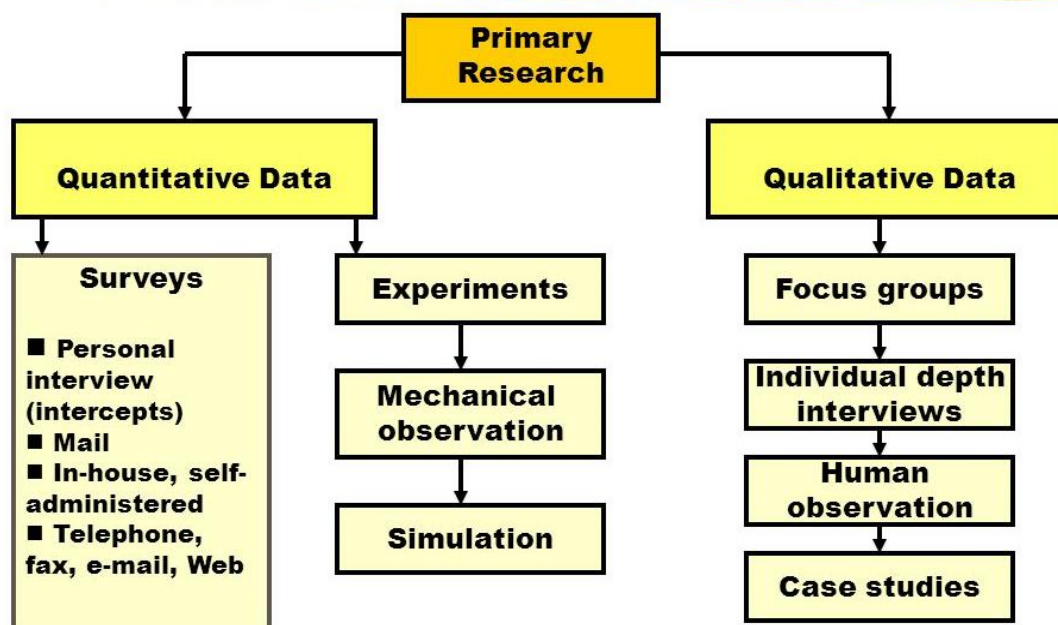 Primary
Research
Quantitative Data
Qualitative Data
Surveys
■ Personal
interview
(intercepts)
■ Mail
■ In-house, self-
administered
■ Telephone,
fax, e-mail, Web
Experiments
Mechanical
observation
Simulation
Focus groups
Individual depth
interviews
Human
observation
Case studies